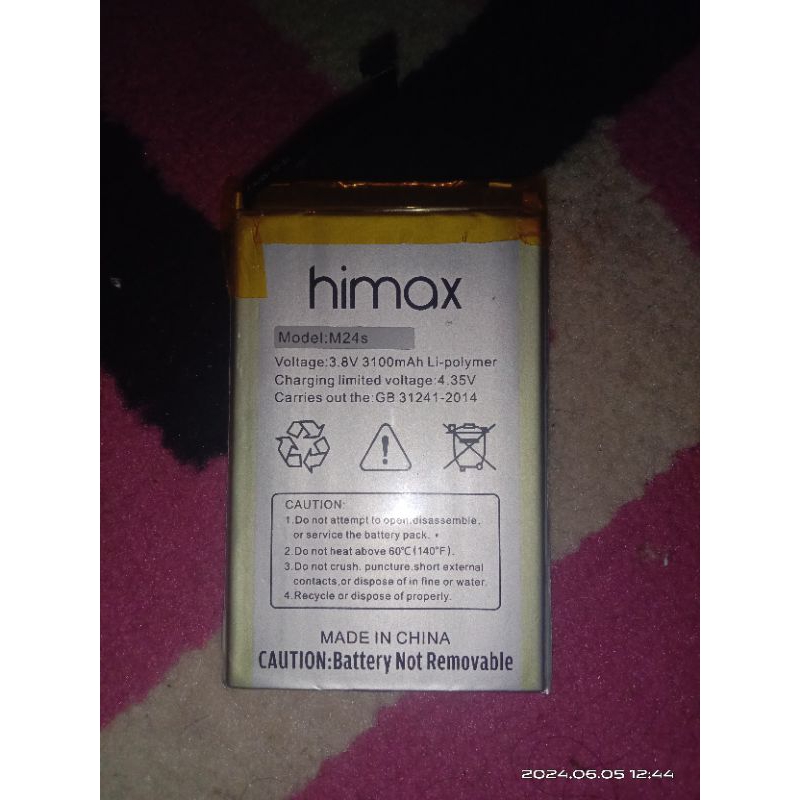 himax
Model:M24s
Voltage:3.8V 3100mAh Li-polymer
Charging limited voltage:4.35V
Carries out the:GB 31241-2014
CAUTION:
1.Do not attempt to open.disassemble.
or service the battery pack.
2.Do not heat above 60℃(140℉).
3.Do not crush. puncture.short external
contacts,or dispose of in fine or water.
4.Recycle or dispose of properly.
MADE IN CHINA
CAUTION:Battery Not Removable
2024.06.05 12:44